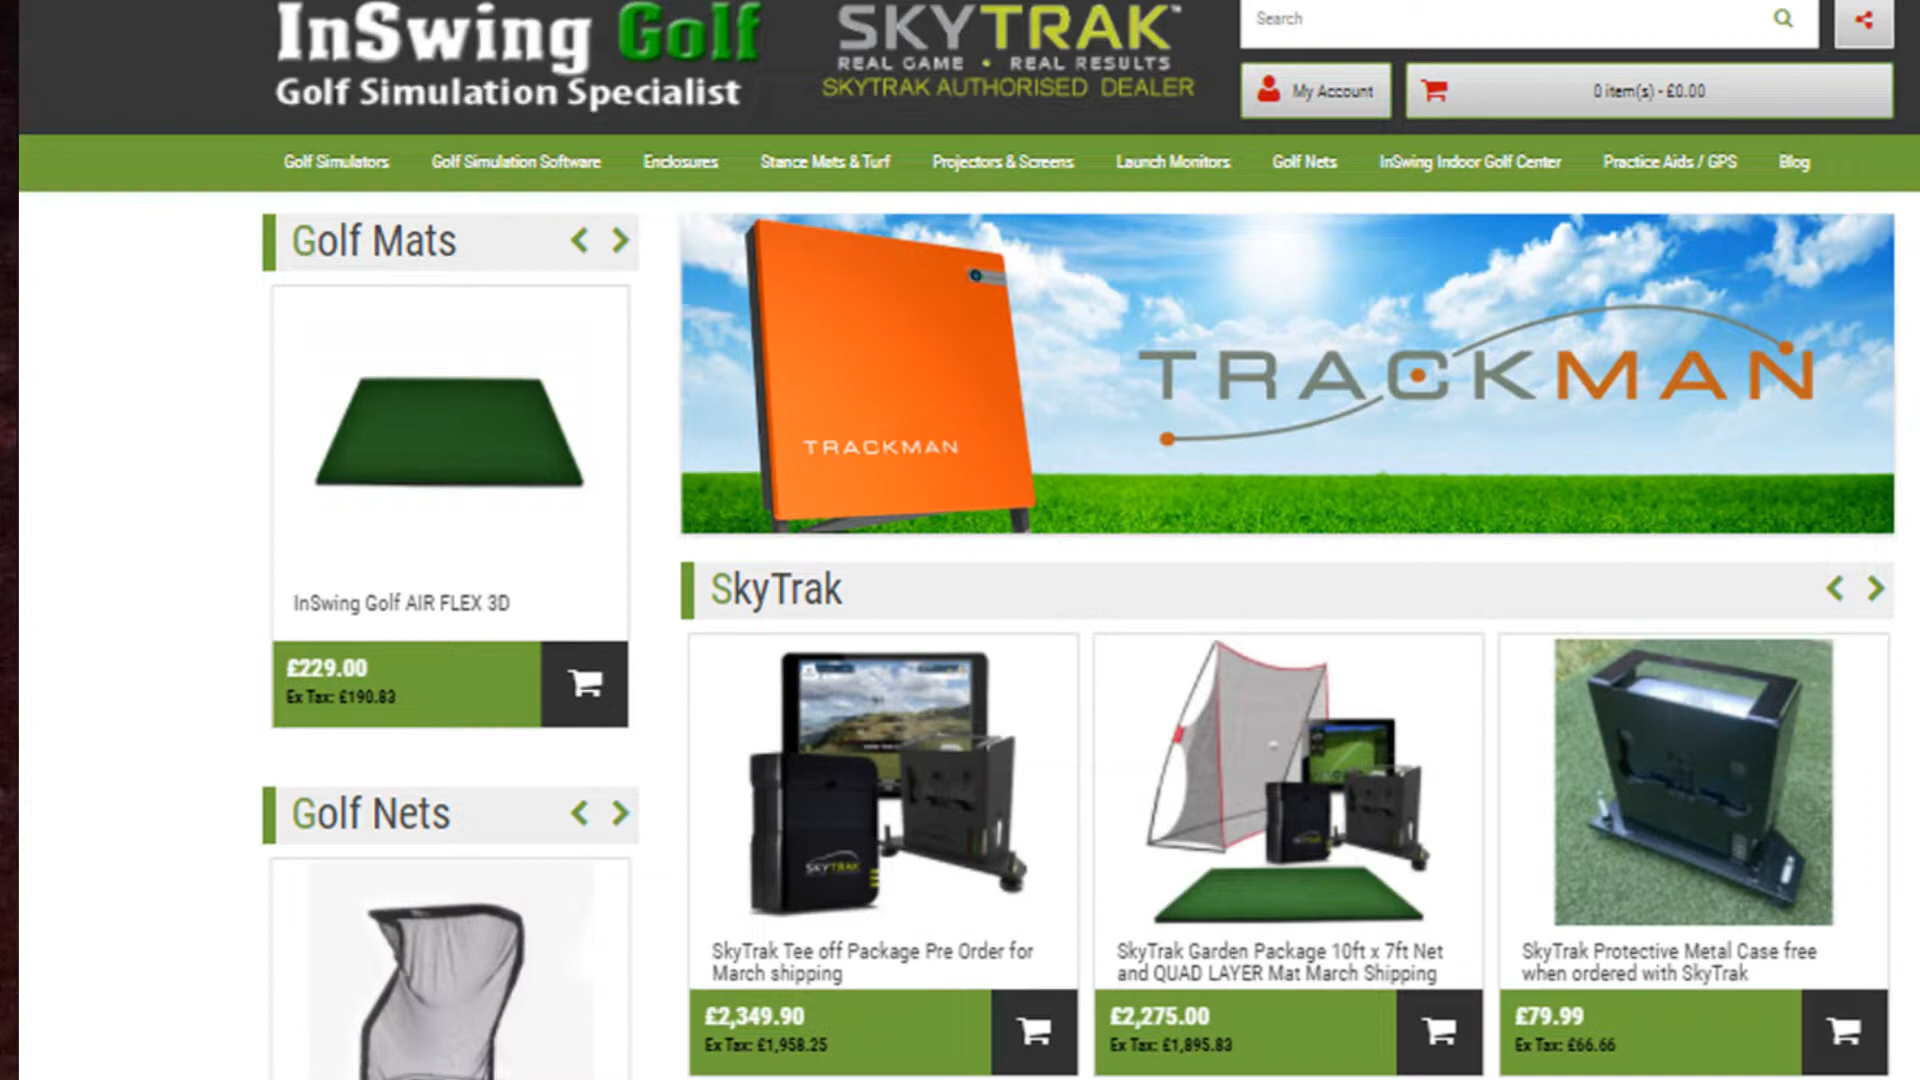 InSwing Golf
Golf Simulation Specialist
SKYTRAK
REAL GAME • REAL RESULTS
SKYTRAK AUTHORISED DEALER
Search
My Account
0 item(s) - £0.00
Golf Simulators Golf Simulation Software Enclosures Stance Mats & Turf Projectors & Screens Launch Monitors Golf Nets InSwing Indoor Golf Center Practice Aids / GPS Blog
Golf Mats
InSwing Golf AIR FLEX 3D
£229.00
Ex Tax: £190.83
Golf Nets
TRACKMAN
TRACKMAN
SkyTrak
SKYTRAK
SkyTrak Tee off Package Pre Order for
March shipping
£2,349.90
Ex Tax: £1,958.25
SKYTRAK
SkyTrak Garden Package 10ft x 7ft Net
and QUAD LAYER Mat March Shipping
£2,275.00
Ex Tax: £1,895.83
SkyTrak Protective Metal Case free
when ordered with SkyTrak
£79.99
Ex Tax: £66.66